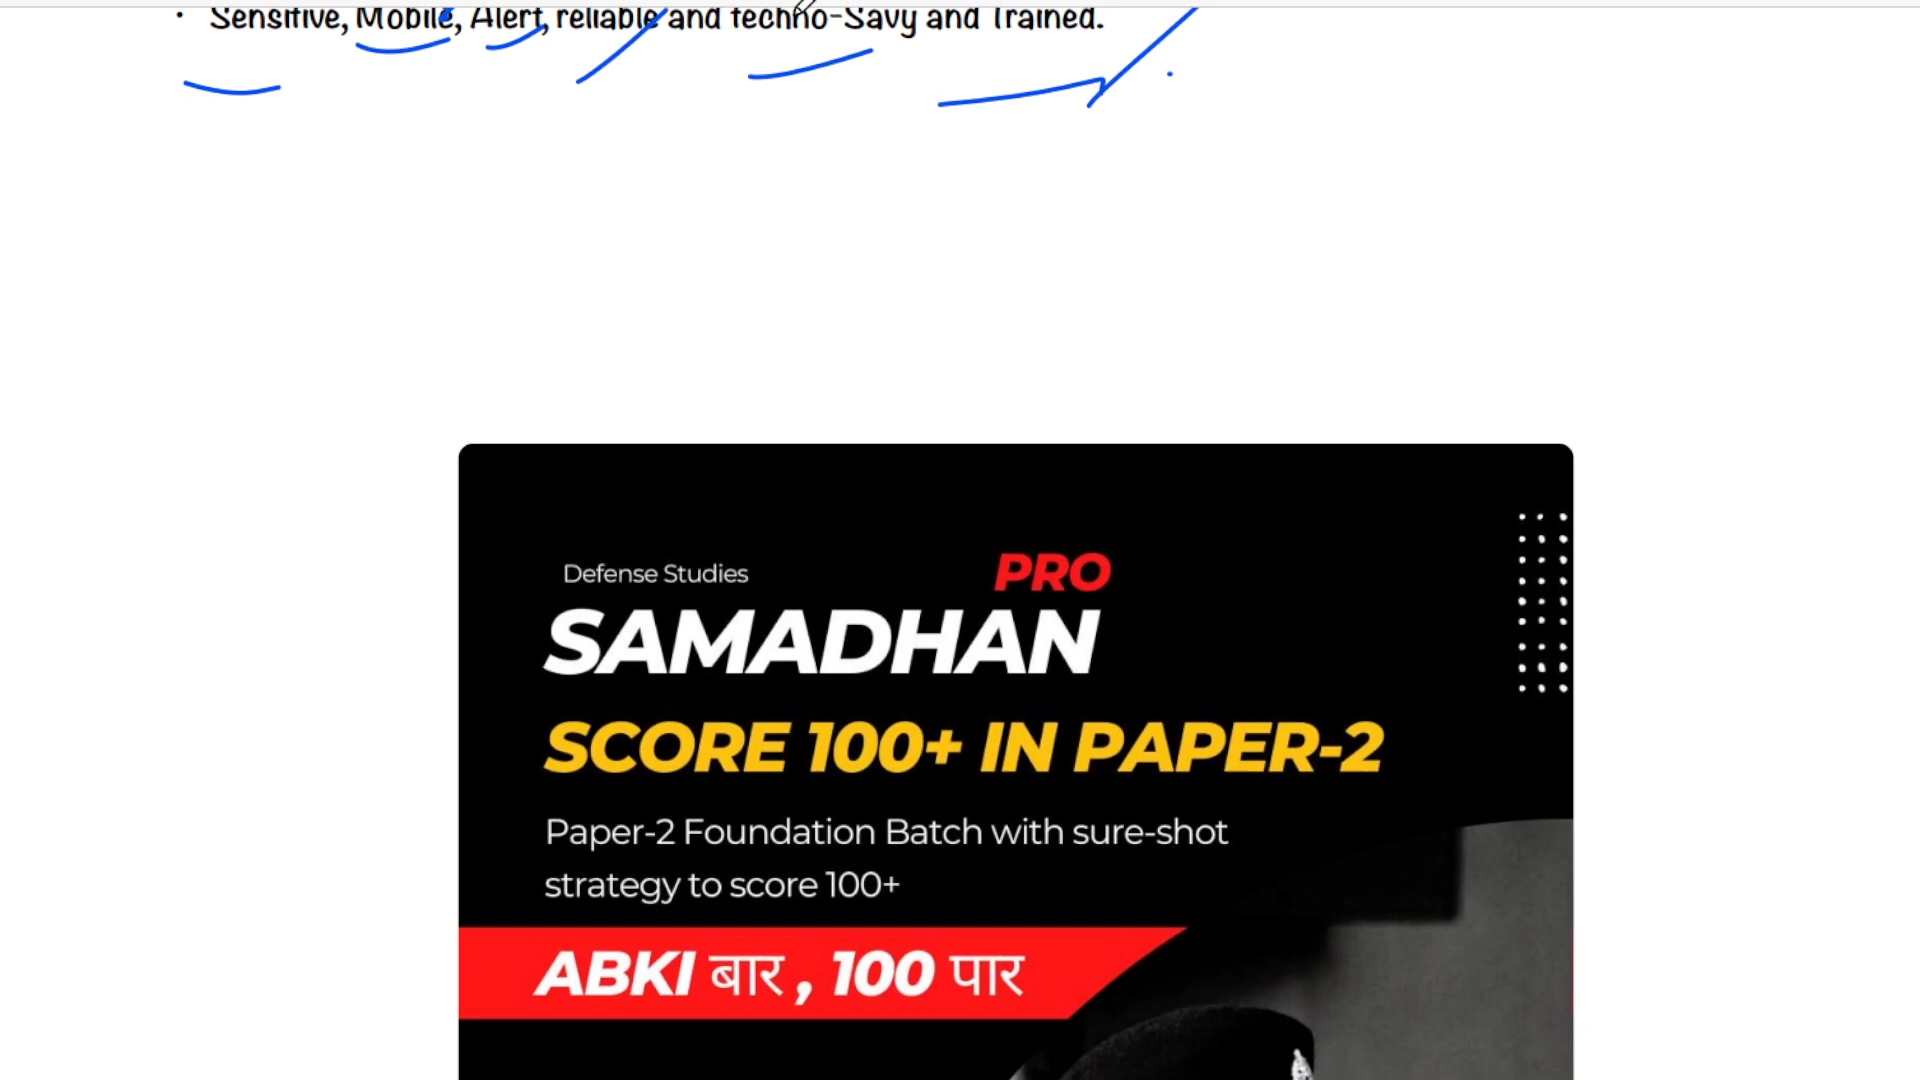 • Sensitive, Mobile, Alert, reliable and techno-Savy and Trained.
Defense Studies
PRO
SAMADHAN
SCORE 100+ IN PAPER-2
Paper-2 Foundation Batch with sure-shot
strategy to score 100+
ABKI बार, 100 पार